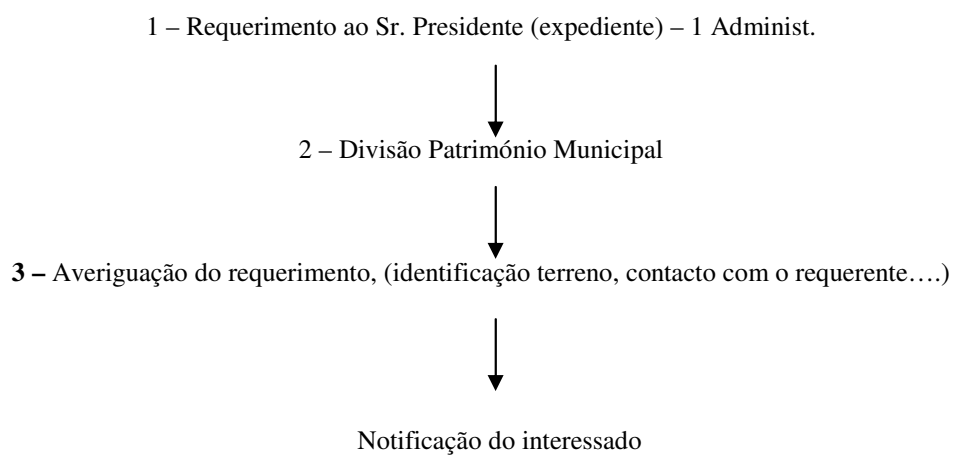 1 – Requerimento ao Sr. Presidente (expediente) – 1 Administ.
2 – Divisão Património Municipal
3 – Averiguação do requerimento, (identificação terreno, contacto com o requerente….)
Notificação do interessado